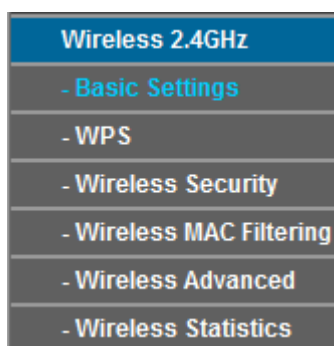 Wireless 2.4GHz
- Basic Settings
- WPS
- Wireless Security
- Wireless MAC Filtering
- Wireless Advanced
- Wireless Statistics